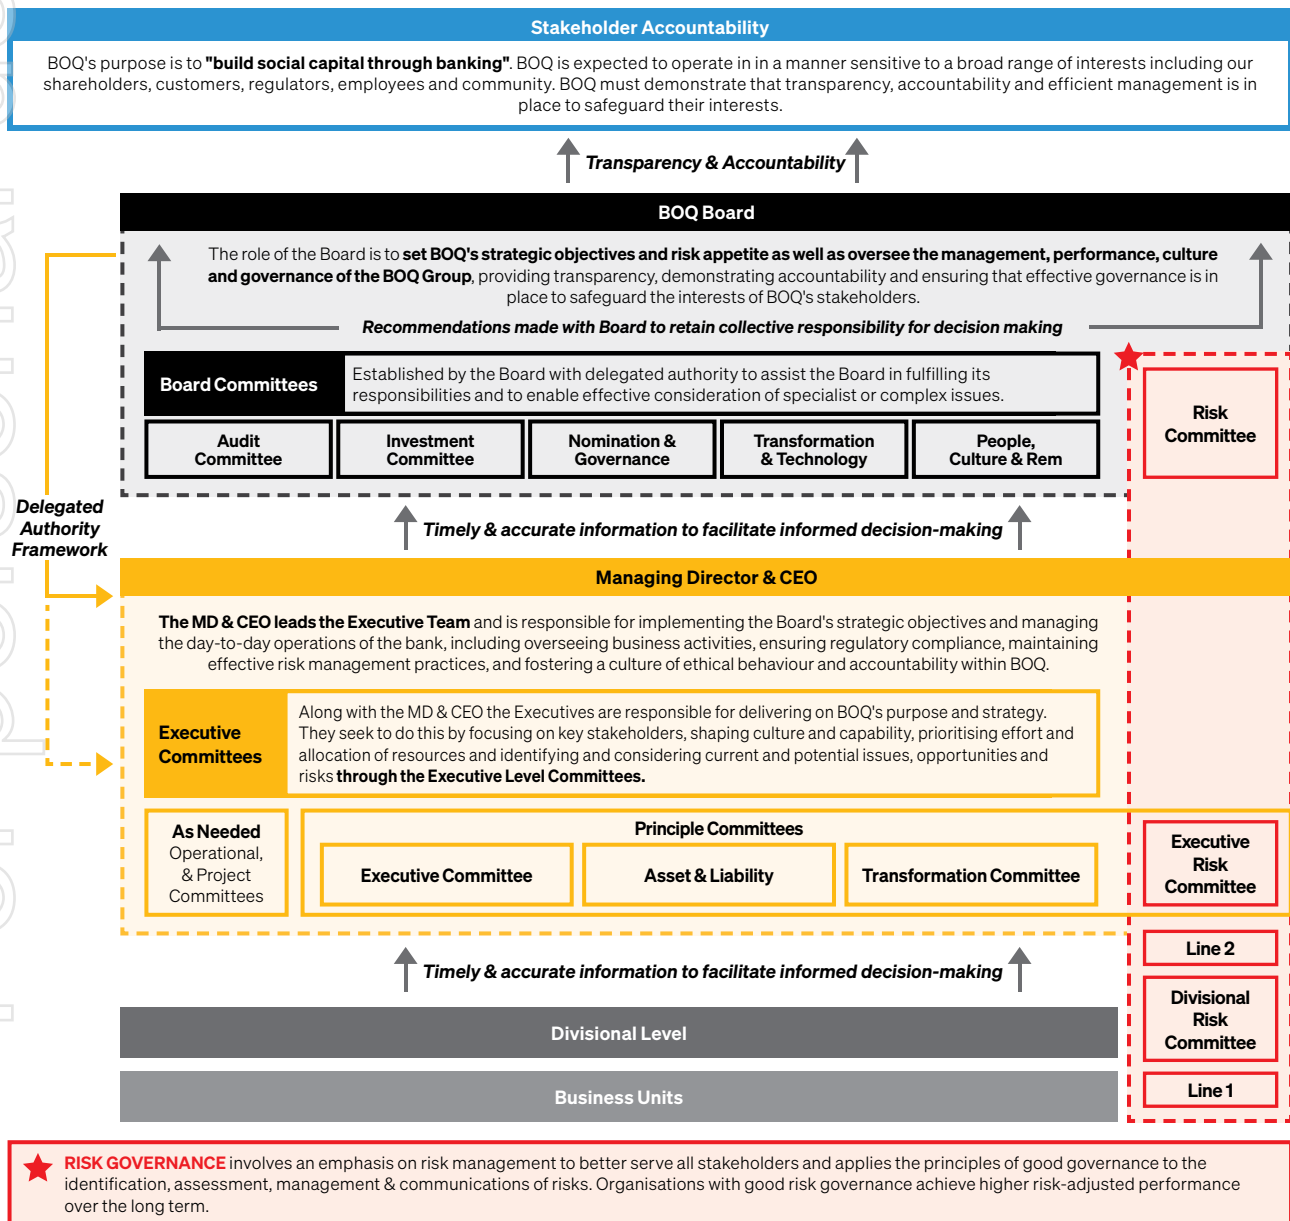 Stakeholder Accountability
BOQ's purpose is to "build social capital through banking". BOQ is expected to operate in in a manner sensitive to a broad range of interests including our
shareholders, customers, regulators, employees and community. BOQ must demonstrate that transparency, accountability and efficient management is in
place to safeguard their interests.
Transparency & Accountability
BOQ Board
The role of the Board is to set BOQ's strategic objectives and risk appetite as well as oversee the management, performance, culture
and governance of the BOQ Group, providing transparency, demonstrating accountability and ensuring that effective governance is in
place to safeguard the interests of BOQ's stakeholders.
Recommendations made with Board to retain collective responsibility for decision making
Board Committees
Established by the Board with delegated authority to assist the Board in fulfilling its
responsibilities and to enable effective consideration of specialist or complex issues.
Audit
Committee
Investment
Committee
Nomination &
Governance
Transformation
& Technology
People,
Culture & Rem
Risk
Committee
Delegated
Authority
Framework
Timely & accurate information to facilitate informed decision-making
Managing Director & CEO
The MD & CEO leads the Executive Team and is responsible for implementing the Board's strategic objectives and managing
the day-to-day operations of the bank, including overseeing business activities, ensuring regulatory compliance, maintaining
effective risk management practices, and fostering a culture of ethical behaviour and accountability within BOQ.
Executive
Committees
Along with the MD & CEO the Executives are responsible for delivering on BOQ's purpose and strategy.
They seek to do this by focusing on key stakeholders, shaping culture and capability, prioritising effort and
allocation of resources and identifying and considering current and potential issues, opportunities and
risks through the Executive Level Committees.
As Needed
Operational,
& Project
Committees
Principle Committees
Executive Committee
Asset & Liability
Transformation Committee
Executive
Risk
Committee
Timely & accurate information to facilitate informed decision-making
Line 2
Divisional
Risk
Committee
Line 1
Divisional Level
Business Units
RISK GOVERNANCE involves an emphasis on risk management to better serve all stakeholders and applies the principles of good governance to the
identification, assessment, management & communications of risks. Organisations with good risk governance achieve higher risk-adjusted performance
over the long term.